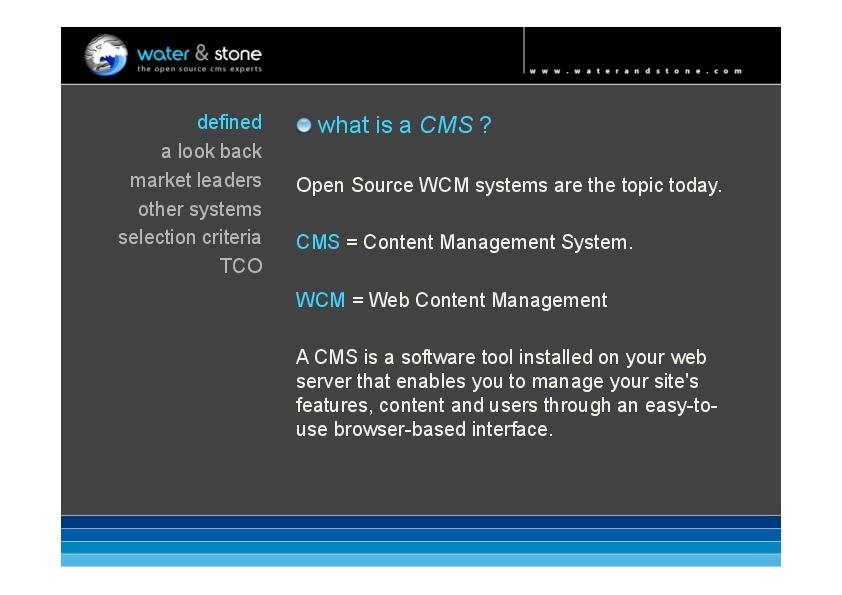 water & stone
the open source cms experts
www.waterandstone.com
defined
a look back
market leaders
other systems
selection criteria
TCO
what is a CMS ?
Open Source WCM systems are the topic today.
CMS = Content Management System.
WCM = Web Content Management
A CMS is a software tool installed on your web
server that enables you to manage your site's
features, content and users through an easy-to-
use browser-based interface.